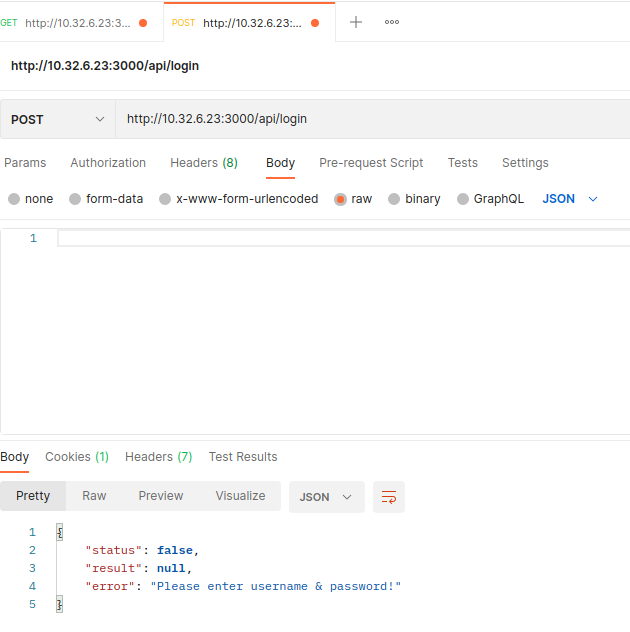 GET http://10.32.6.23:3... POST http://10.32.6.23:... + ooo
http://10.32.6.23:3000/api/login
POST http://10.32.6.23:3000/api/login
Params Authorization Headers (8) Body Pre-request Script Tests Settings
none form-data x-www-form-urlencoded raw binary GraphQL JSON
1
Body Cookies (1) Headers (7) Test Results
Pretty Raw Preview Visualize JSON
1 {
2 "status": false,
3 "result": null,
4 "error": "Please enter username & password!"
5 }